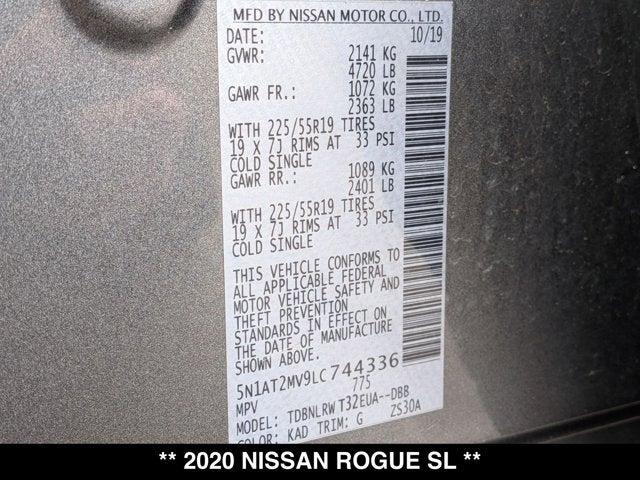 MFD BY NISSAN MOTOR CO., LTD.
DATE: 10/19
GVWR: 2141 KG
4720 LB
GAWR FR.: 1072 KG
2363 LB
WITH 225/55R19 TIRES
19 X 7J RIMS AT 33 PSI
COLD SINGLE
GAWR RR.: 1089 KG
2401 LB
WITH 225/55R19 TIRES
19 X 7J RIMS AT 33 PSI
COLD SINGLE
THIS VEHICLE CONFORMS TO
ALL APPLICABLE FEDERAL
MOTOR VEHICLE SAFETY AND
THEFT PREVENTION
STANDARDS IN EFFECT ON
THE DATE OF MANUFACTURE
SHOWN ABOVE.
5N1AT2MV9LC744336
MPV 775
MODEL: TDBNLRWT32EUA--DBB
COLOR: KAD TRIM: G ZS30A
** 2020 NISSAN ROGUE SL **